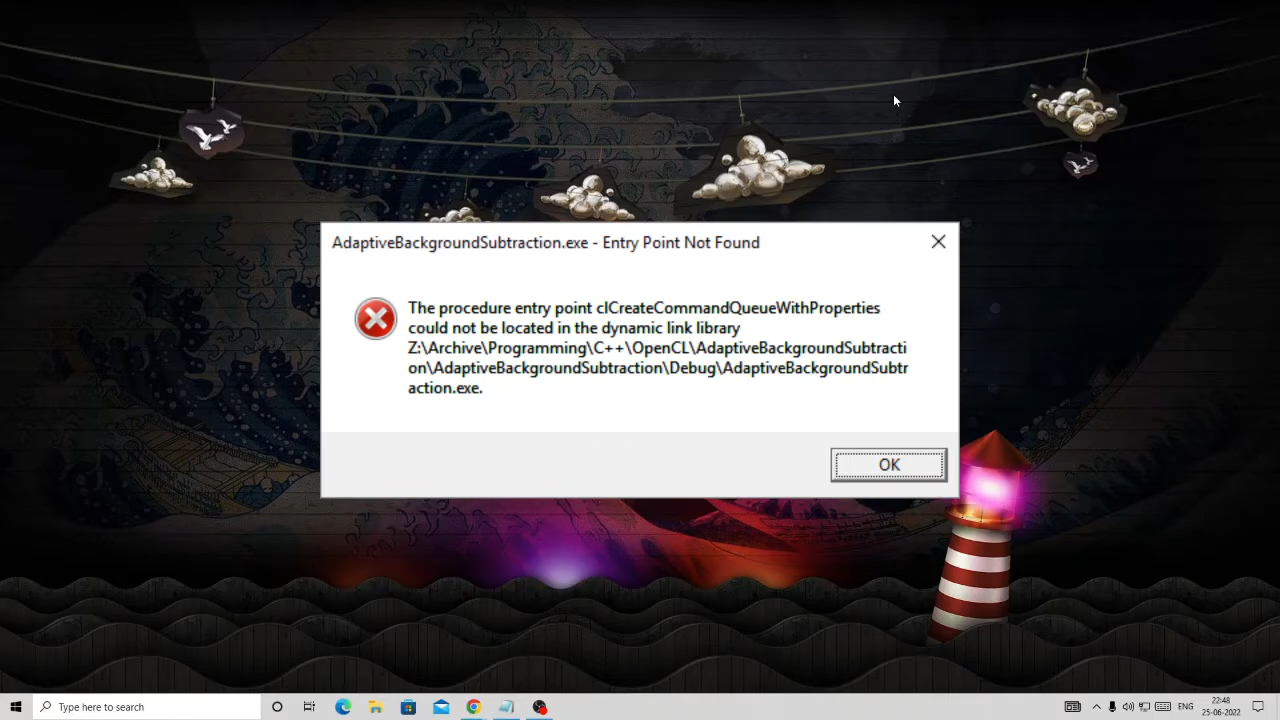 AdaptiveBackgroundSubtraction.exe - Entry Point Not Found
The procedure entry point clCreateCommandQueueWithProperties
could not be located in the dynamic link library
Z:\Archive\Programming\C++\OpenCL\AdaptiveBackgroundSubtracti
on\AdaptiveBackgroundSubtraction\Debug\AdaptiveBackgroundSubtr
action.exe.
OK
Type here to search
ENG
22:48
25-06-2022